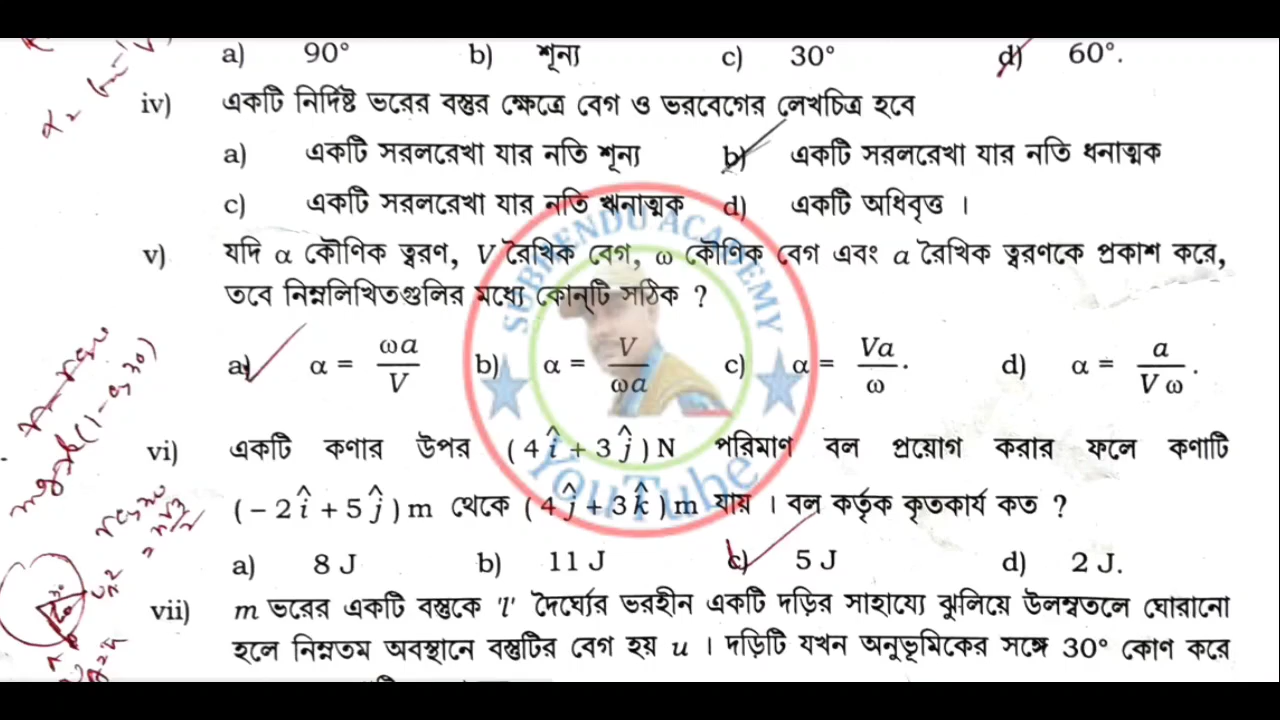 a) 90° b) শূন্য c) 30° d) 60°.
iv) একটি নির্দিষ্ট ভরের বস্তুর ক্ষেত্রে বেগ ও ভরবেগের লেখচিত্র হবে
a) একটি সরলরেখা যার নতি শূন্য b) একটি সরলরেখা যার নতি ধনাত্মক
c) একটি সরলরেখা যার নতি ঋনাত্মক d) একটি অধিবৃত্ত ।
v) যদি α কৌণিক ত্বরণ, V রৈখিক বেগ, ω কৌণিক বেগ এবং a রৈখিক ত্বরণকে প্রকাশ করে,
তবে নিম্নলিখিতগুলির মধ্যে কোন্‌টি সঠিক ?
a) α = ωa/V b) α = V/ωa c) α = Va/ω. d) α = a/Vω.
vi) একটি কণার উপর (4î + 3ĵ) N পরিমাণ বল প্রয়োগ করার ফলে কণাটি
(– 2î + 5ĵ) m থেকে (4ĵ + 3k̂) m যায় । বল কর্তৃক কৃতকার্য কত ?
a) 8 J b) 11 J c) 5 J d) 2 J.
vii) m ভরের একটি বস্তুকে 'l' দৈর্ঘ্যের ভরহীন একটি দড়ির সাহায্যে ঝুলিয়ে উলম্বতলে ঘোরানো
হলে নিম্নতম অবস্থানে বস্তুটির বেগ হয় u । দড়িটি যখন অনুভূমিকের সঙ্গে 30° কোণ করে
SUBHENDU ACADEMY
YouTube